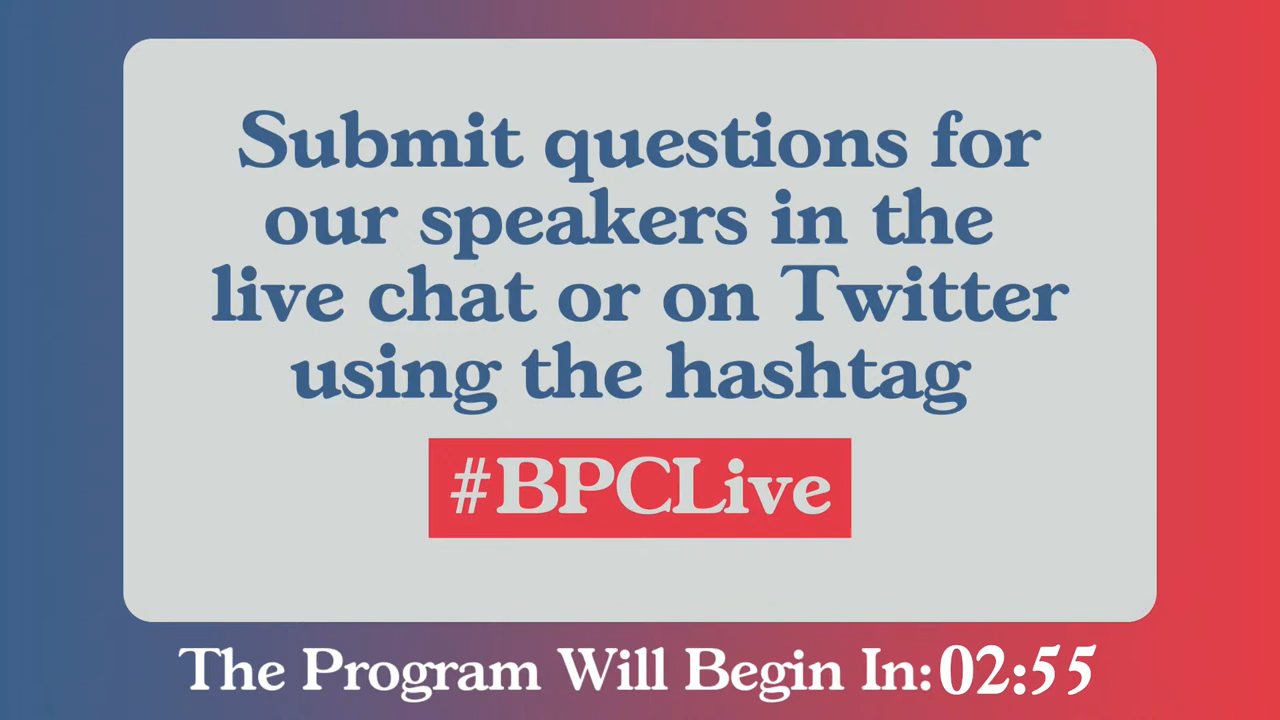 Submit questions for
our speakers in the
live chat or on Twitter
using the hashtag
#BPCLive
The Program Will Begin In: 02:55